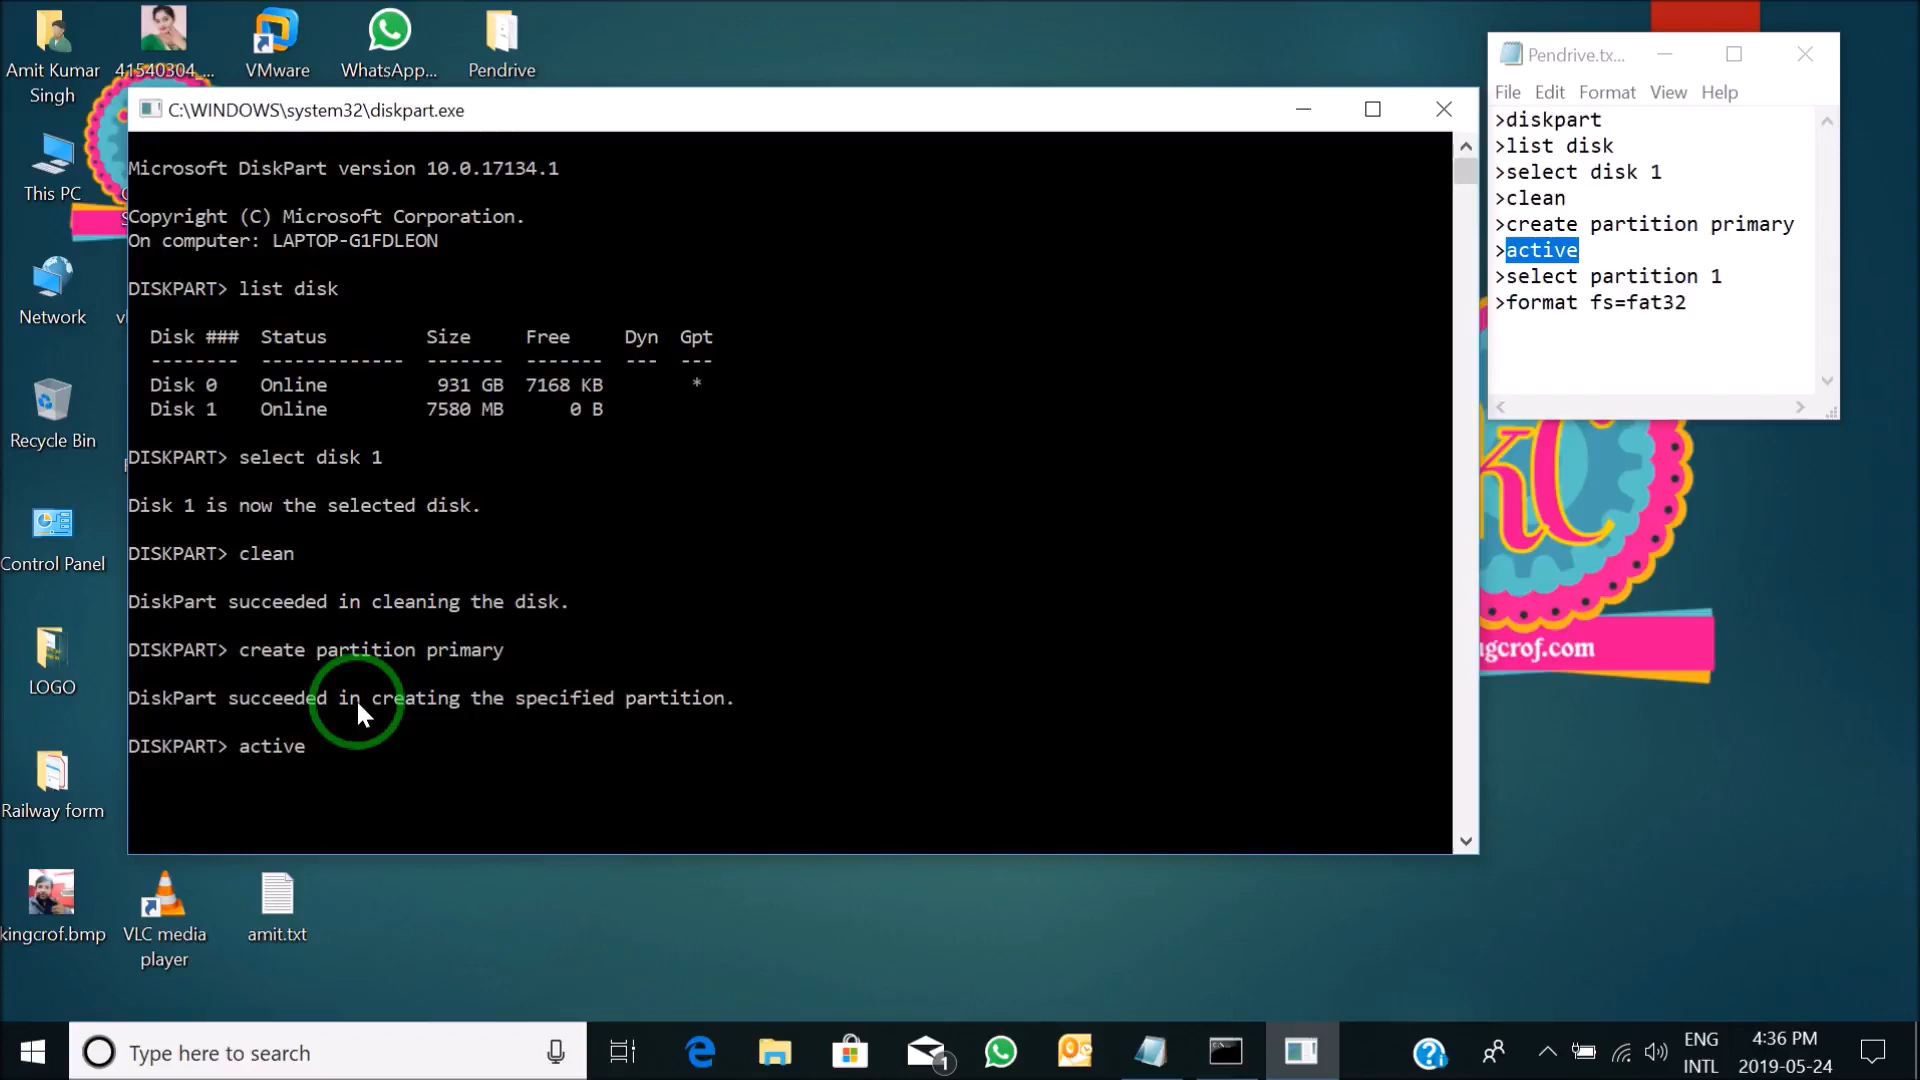 Amit Kumar
Singh
41540304_...
VMware
WhatsApp...
Pendrive
This PC
Network
Recycle Bin
Control Panel
LOGO
Railway form
kingcrof.bmp
VLC media
player
amit.txt
C:\WINDOWS\system32\diskpart.exe
Microsoft DiskPart version 10.0.17134.1
Copyright (C) Microsoft Corporation.
On computer: LAPTOP-G1FDLEON
DISKPART> list disk
Disk ### Status Size Free Dyn Gpt
-------- ------------- ------- ------- --- ---
Disk 0 Online 931 GB 7168 KB *
Disk 1 Online 7580 MB 0 B
DISKPART> select disk 1
Disk 1 is now the selected disk.
DISKPART> clean
DiskPart succeeded in cleaning the disk.
DISKPART> create partition primary
DiskPart succeeded in creating the specified partition.
DISKPART> active
Pendrive.tx...
File Edit Format View Help
>diskpart
>list disk
>select disk 1
>clean
>create partition primary
>active
>select partition 1
>format fs=fat32
gcrof.com
Type here to search
1
ENG
INTL
4:36 PM
2019-05-24